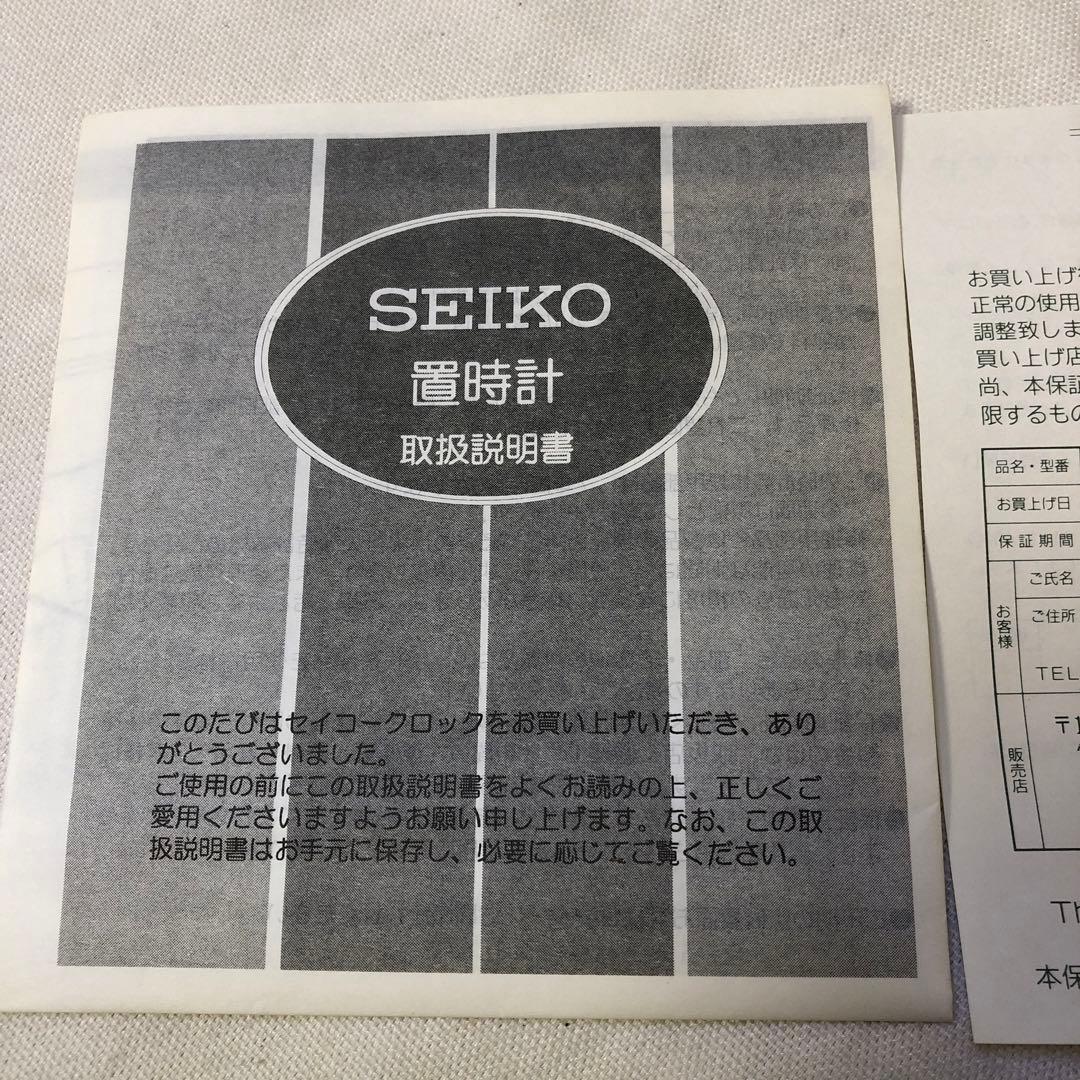 SEIKO
置時計
取扱説明書
このたびはセイコークロックをお買い上げいただき、あり
がとうございました。
ご使用の前にこの取扱説明書をよくお読みの上、正しくご
愛用くださいますようお願い申し上げます。なお、この取
扱説明書はお手元に保存し、必要に応じてご覧ください。
お買い上げ
正常の使用
調整致しま
買い上げ店
尚、本保証
限するもの
品名・型番
お買上げ日
保証期間
お客様
ご氏名
ご住所
TEL
販売店
〒1
Th
本保